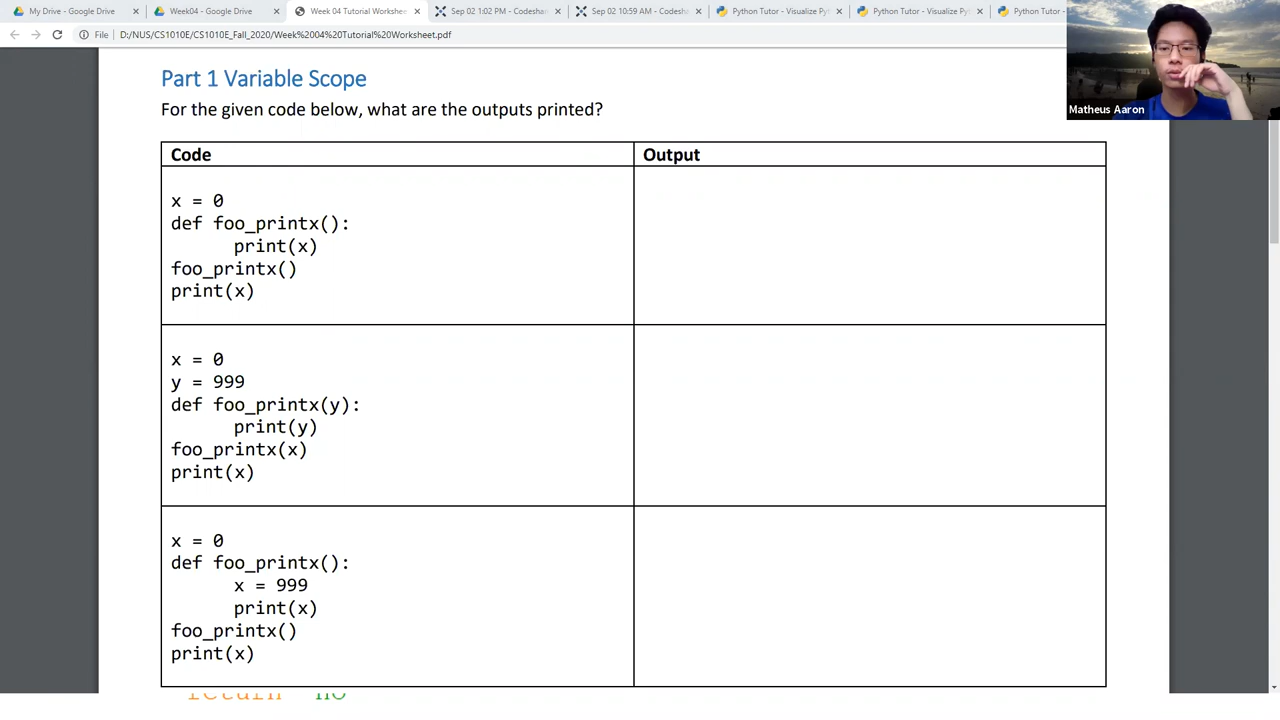 My Drive - Google Drive
Week04 - Google Drive
Week 04 Tutorial Workshee
Sep 02 1:02 PM - Codeshar
Sep 02 10:59 AM - Codesha
Python Tutor - Visualize Py
Python Tutor - Visualize Py
Python Tutor -
File
D:/NUS/CS1010E/CS1010E_Fall_2020/Week%2004%20Tutorial%20Worksheet.pdf
Matheus Aaron
Part 1 Variable Scope
For the given code below, what are the outputs printed?
Code
Output
x = 0
def foo_printx():
print(x)
foo_printx()
print(x)
x = 0
y = 999
def foo_printx(y):
print(y)
foo_printx(x)
print(x)
x = 0
def foo_printx():
x = 999
print(x)
foo_printx()
print(x)